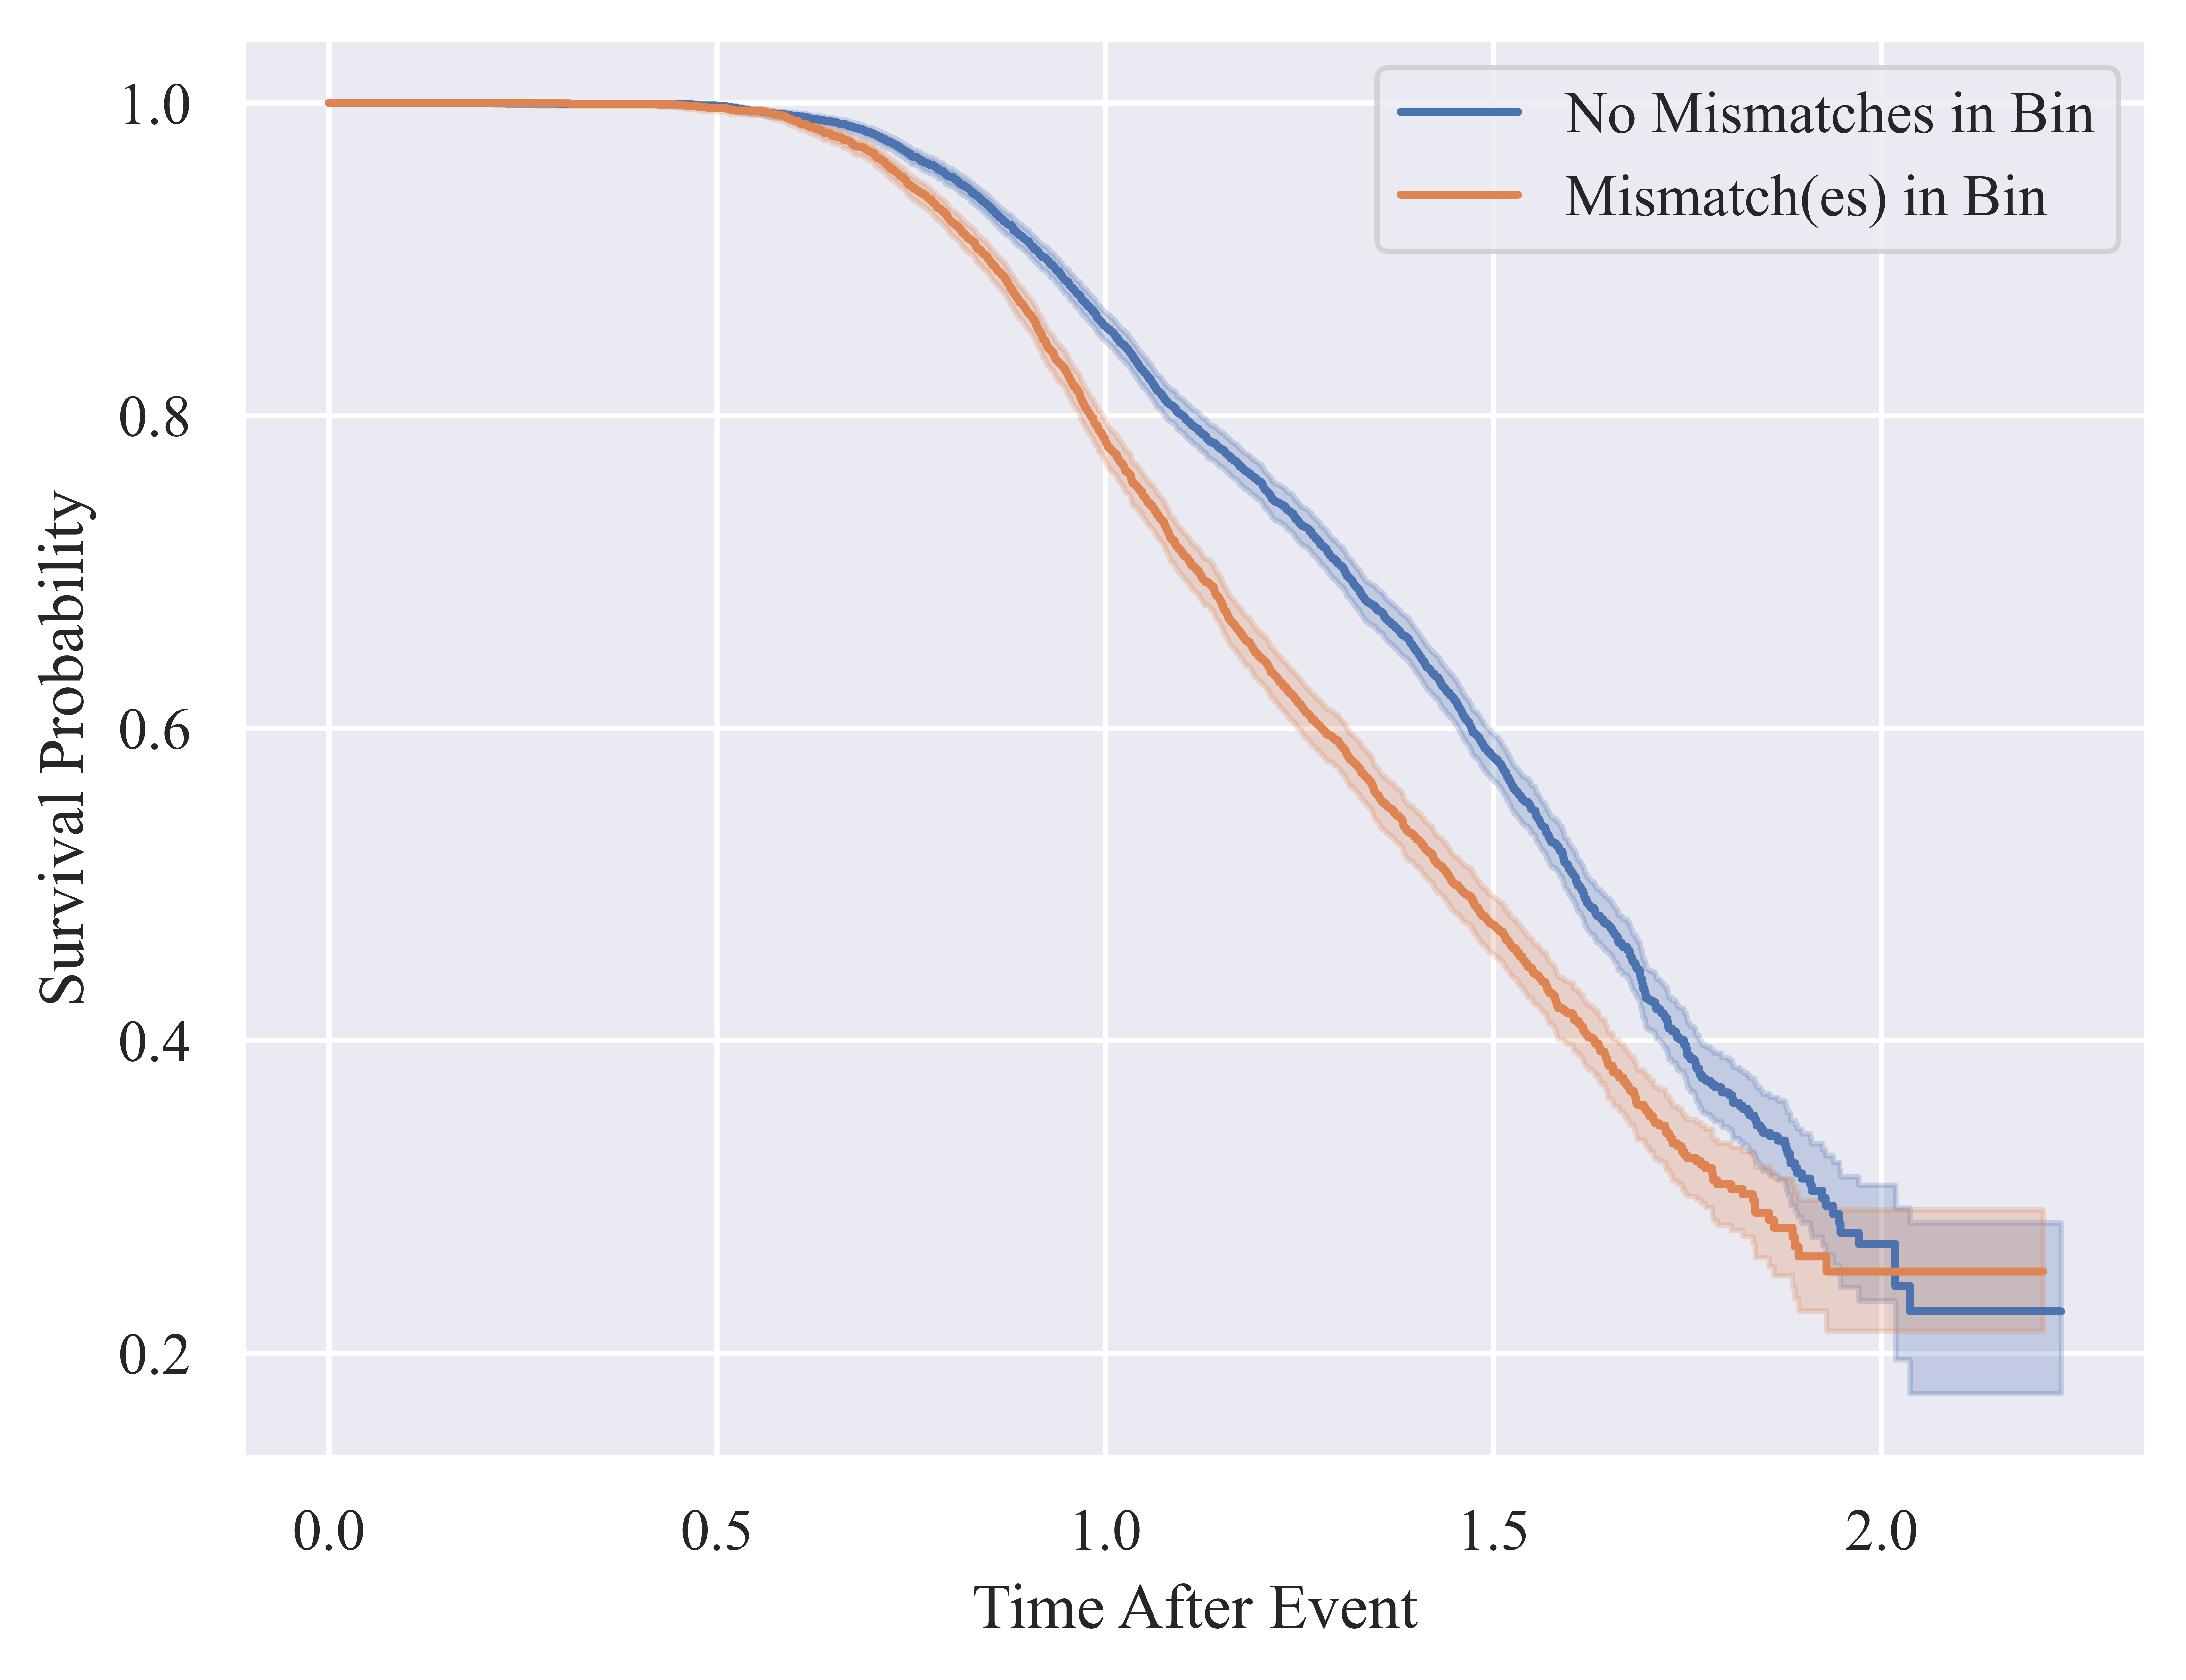 No Mismatches in Bin
Mismatch(es) in Bin
1.0
0.8
0.6
0.4
0.2
Survival Probability
0.0 0.5 1.0 1.5 2.0
Time After Event